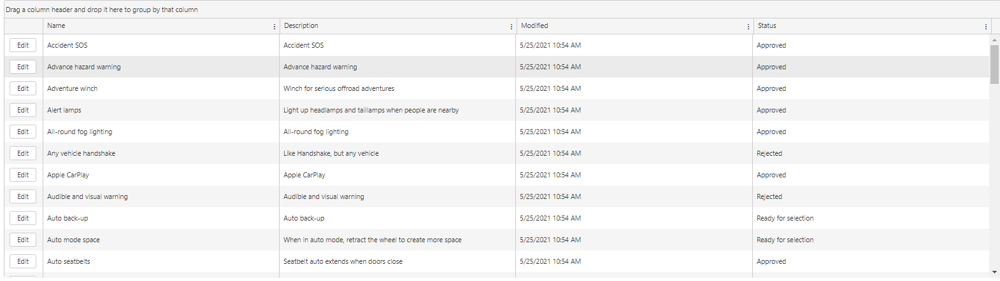 Drag a column header and drop it here to group by that column
Name Description Modified Status
Edit Accident SOS Accident SOS 5/25/2021 10:54 AM Approved
Edit Advance hazard warning Advance hazard warning 5/25/2021 10:54 AM Approved
Edit Adventure winch Winch for serious offroad adventures 5/25/2021 10:54 AM Approved
Edit Alert lamps Light up headlamps and taillamps when people are nearby 5/25/2021 10:54 AM Approved
Edit All-round fog lighting All-round fog lighting 5/25/2021 10:54 AM Approved
Edit Any vehicle handshake Like Handshake, but any vehicle 5/25/2021 10:54 AM Rejected
Edit Apple CarPlay Apple CarPlay 5/25/2021 10:54 AM Approved
Edit Audible and visual warning Audible and visual warning 5/25/2021 10:54 AM Rejected
Edit Auto back-up Auto back-up 5/25/2021 10:54 AM Ready for selection
Edit Auto mode space When in auto mode, retract the wheel to create more space 5/25/2021 10:54 AM Ready for selection
Edit Auto seatbelts Seatbelt auto extends when doors close 5/25/2021 10:54 AM Approved